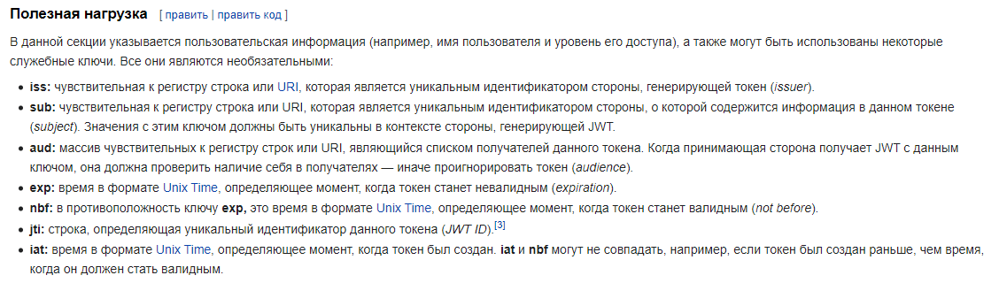 Полезная нагрузка [ править | править код ]
В данной секции указывается пользовательская информация (например, имя пользователя и уровень его доступа), а также могут быть использованы некоторые
служебные ключи. Все они являются необязательными:
• iss: чувствительная к регистру строка или URI, которая является уникальным идентификатором стороны, генерирующей токен (issuer).
• sub: чувствительная к регистру строка или URI, которая является уникальным идентификатором стороны, о которой содержится информация в данном токене
(subject). Значения с этим ключом должны быть уникальны в контексте стороны, генерирующей JWT.
• aud: массив чувствительных к регистру строк или URI, являющийся списком получателей данного токена. Когда принимающая сторона получает JWT с данным
ключом, она должна проверить наличие себя в получателях — иначе проигнорировать токен (audience).
• exp: время в формате Unix Time, определяющее момент, когда токен станет невалидным (expiration).
• nbf: в противоположность ключу exp, это время в формате Unix Time, определяющее момент, когда токен станет валидным (not before).
• jti: строка, определяющая уникальный идентификатор данного токена (JWT ID).[3]
• iat: время в формате Unix Time, определяющее момент, когда токен был создан. iat и nbf могут не совпадать, например, если токен был создан раньше, чем время,
когда он должен стать валидным.